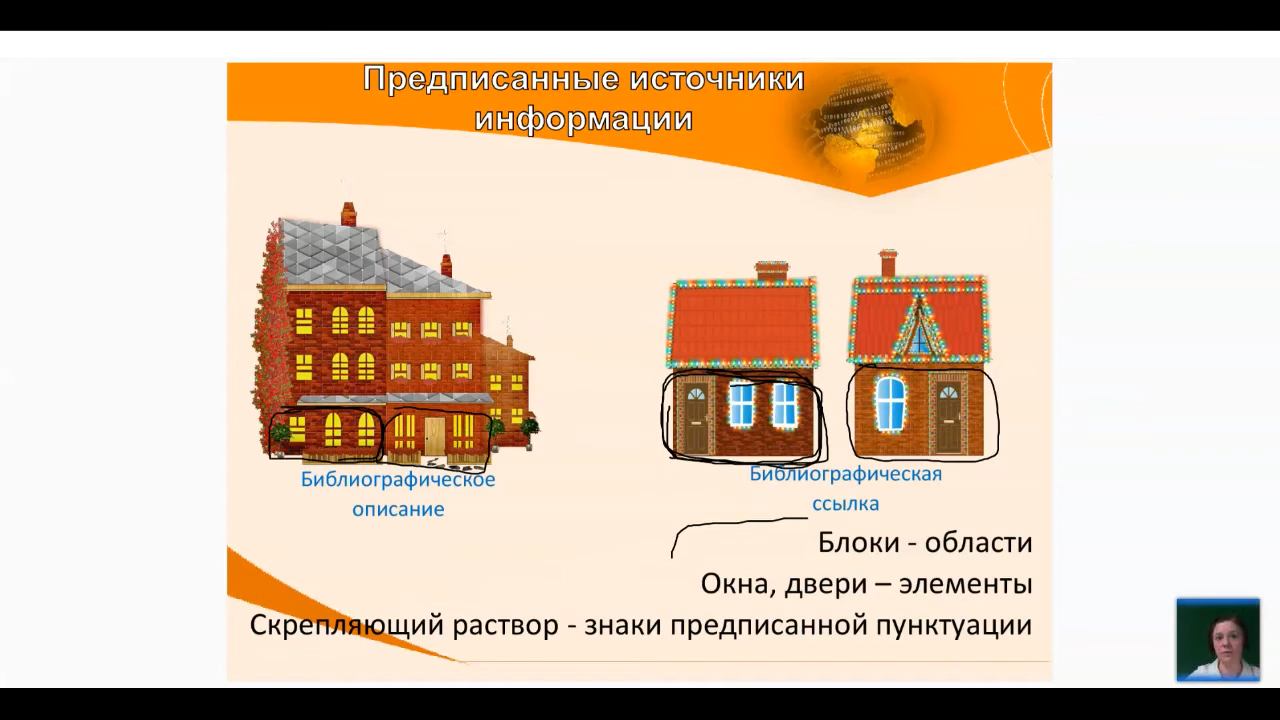 Предписанные источники
информации
Библиографическое
описание
Библиографическая
ссылка
Блоки - области
Окна, двери – элементы
Скрепляющий раствор - знаки предписанной пунктуации